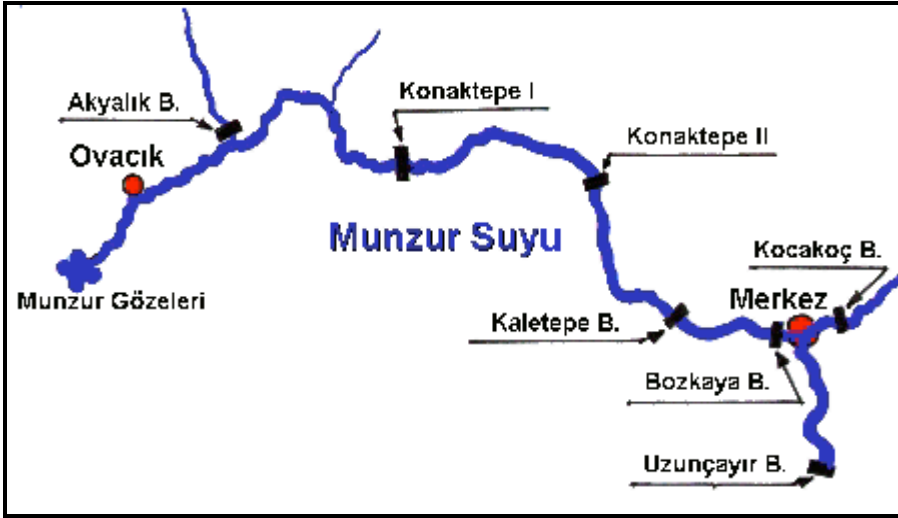 Konaktepe I
Akyalık B.
Konaktepe II
Ovacık
Munzur Suyu
Kocakoç B.
Munzur Gözeleri
Merkez
Kaletepe B.
Bozkaya B.
Uzunçayır B.